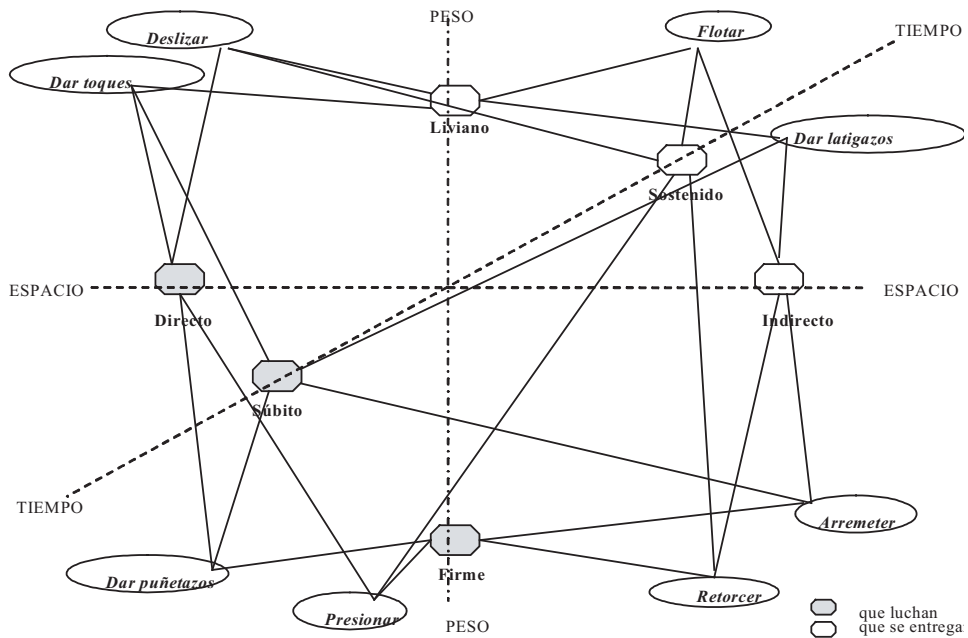 PESO
Deslizar
Flotar
TIEMPO
Dar toques
Liviano
Dar latigazos
Sostenido
ESPACIO
ESPACIO
Directo
Indirecto
Súbito
TIEMPO
Arremeter
Firme
Dar puñetazos
Retorcer
Presionar
PESO
que luchan
que se entregan